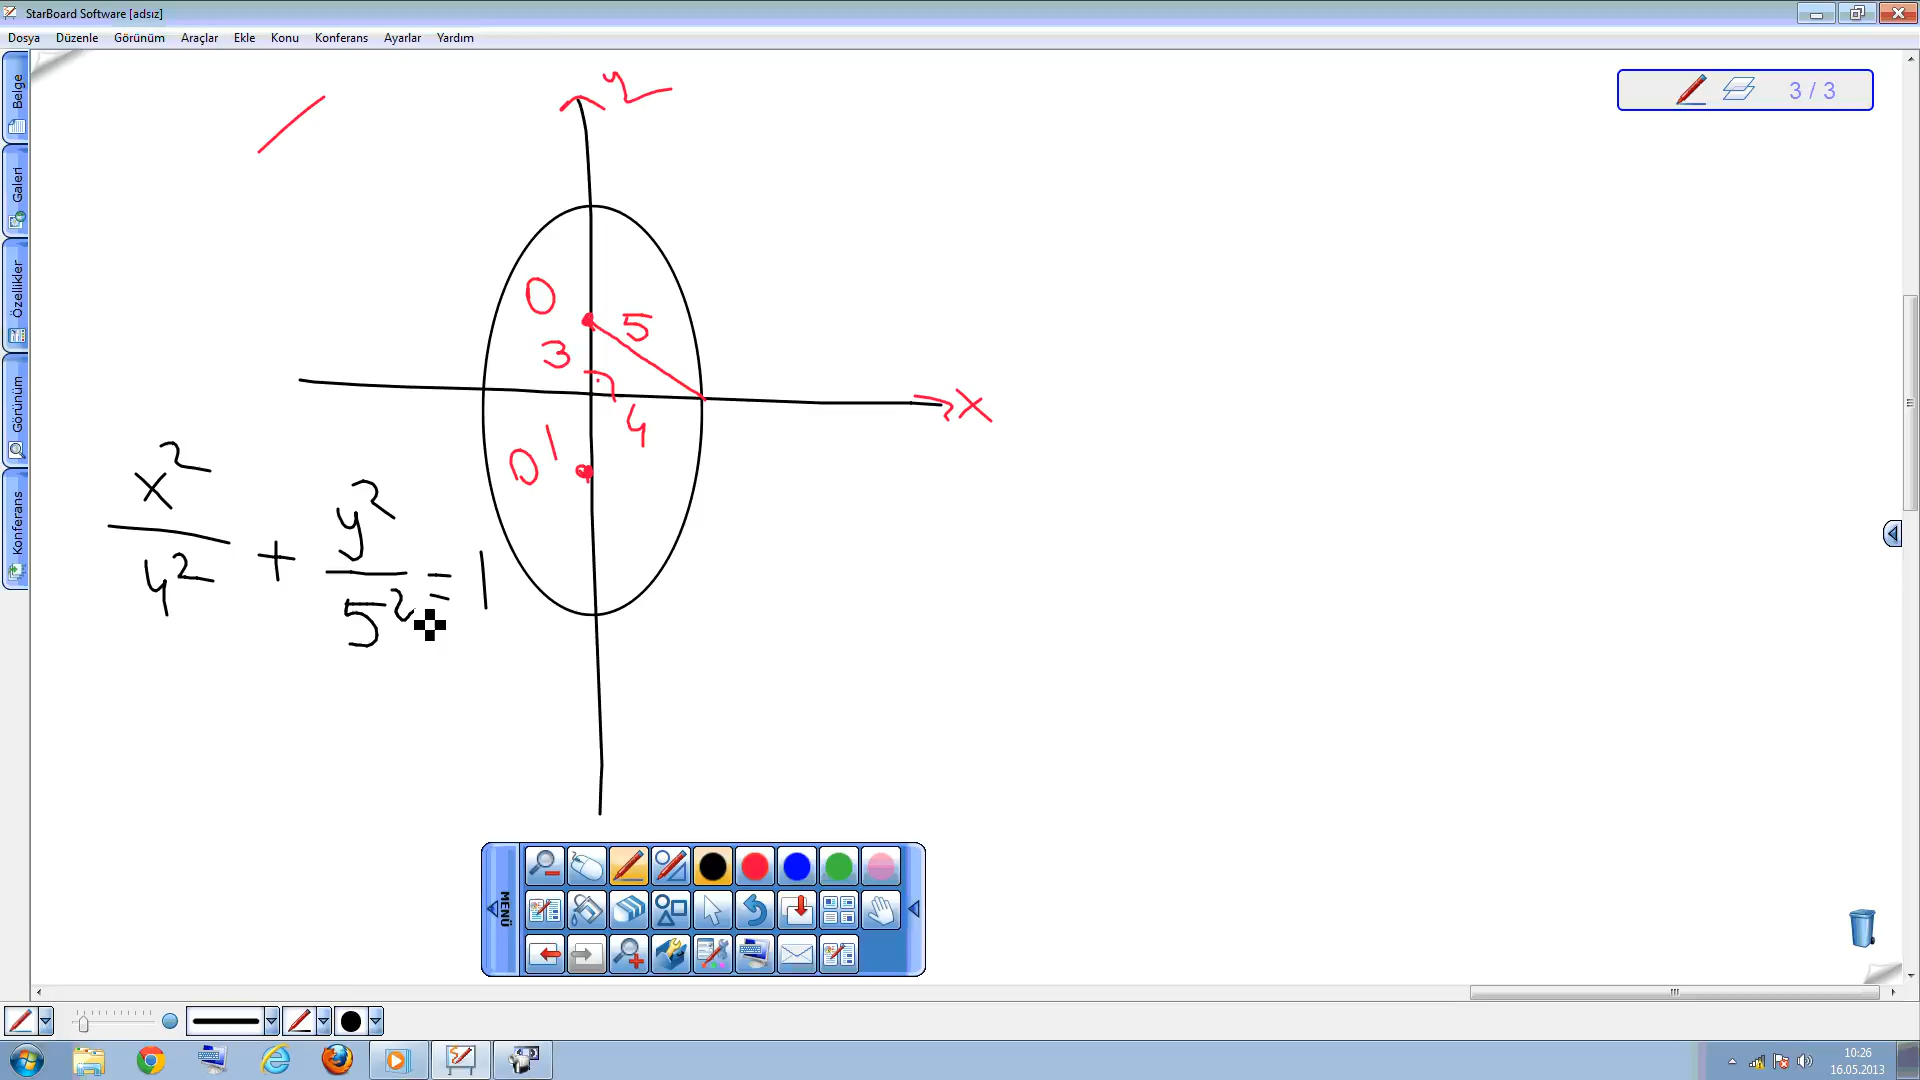 StarBoard Software [adsız]
Dosya Düzenle Görünüm Araçlar Ekle Konu Konferans Ayarlar Yardım
Belge
Galeri
Özellikler
Görünüm
Konferans
3 / 3
y
O
5
3
x
4
O'
x² / 4² + y² / 5² = 1
MENÜ
10:26
16.05.2013